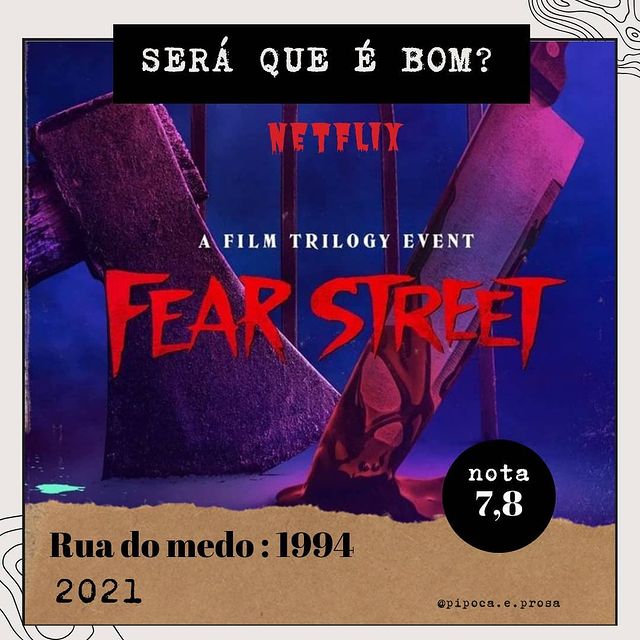 SERÁ QUE É BOM?
NETFLIX
A FILM TRILOGY EVENT
FEAR STREET
nota
7,8
Rua do medo : 1994
2021
@pipoca.e.prosa